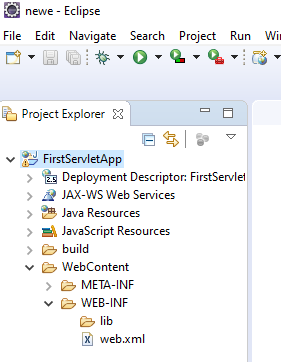 newe - Eclipse
File Edit Navigate Search Project Run
Project Explorer
FirstServletApp
Deployment Descriptor: FirstServlet
JAX-WS Web Services
Java Resources
JavaScript Resources
build
WebContent
META-INF
WEB-INF
lib
web.xml